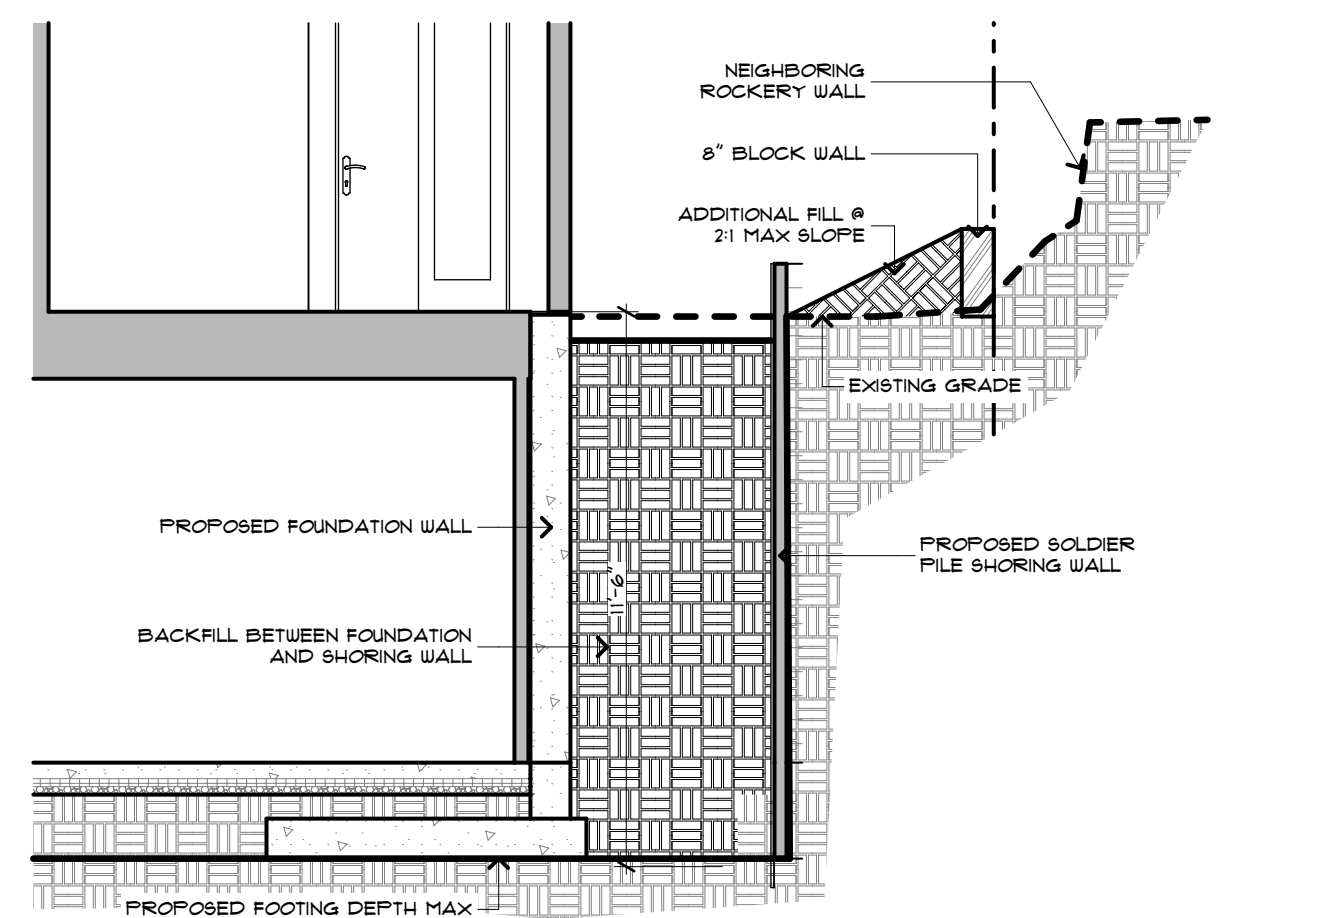 NEIGHBORING
ROCKERY WALL
8" BLOCK WALL
ADDITIONAL FILL @
2:1 MAX SLOPE
EXISTING GRADE
PROPOSED FOUNDATION WALL
PROPOSED SOLDIER
PILE SHORING WALL
11'-6"
BACKFILL BETWEEN FOUNDATION
AND SHORING WALL
PROPOSED FOOTING DEPTH MAX